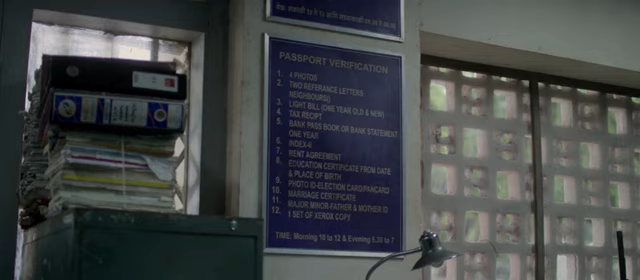 PASSPORT VERIFICATION
1. 4 PHOTOS
2. TWO REFERANCE LETTERS
NEIGHBOURS)
3. LIGHT BILL (ONE YEAR OLD & NEW)
4. TAX RECIPT
5. BANK PASS BOOK OR BANK STATEMENT
ONE YEAR
6. INDEX-II
7. RENT AGREEMENT
8. EDUCATION CERTIFICATE FROM DATE
& PLACE OF BIRTH
9. PHOTO ID-ELECTION CARD/PANCARD
10. MARRIAGE CERTIFICATE
11. MAJOR MINOR-FATHER & MOTHER ID
12. 1 SET OF XEROX COPY
TIME: Morning 10 to 12 & Evening 5.30 to 7